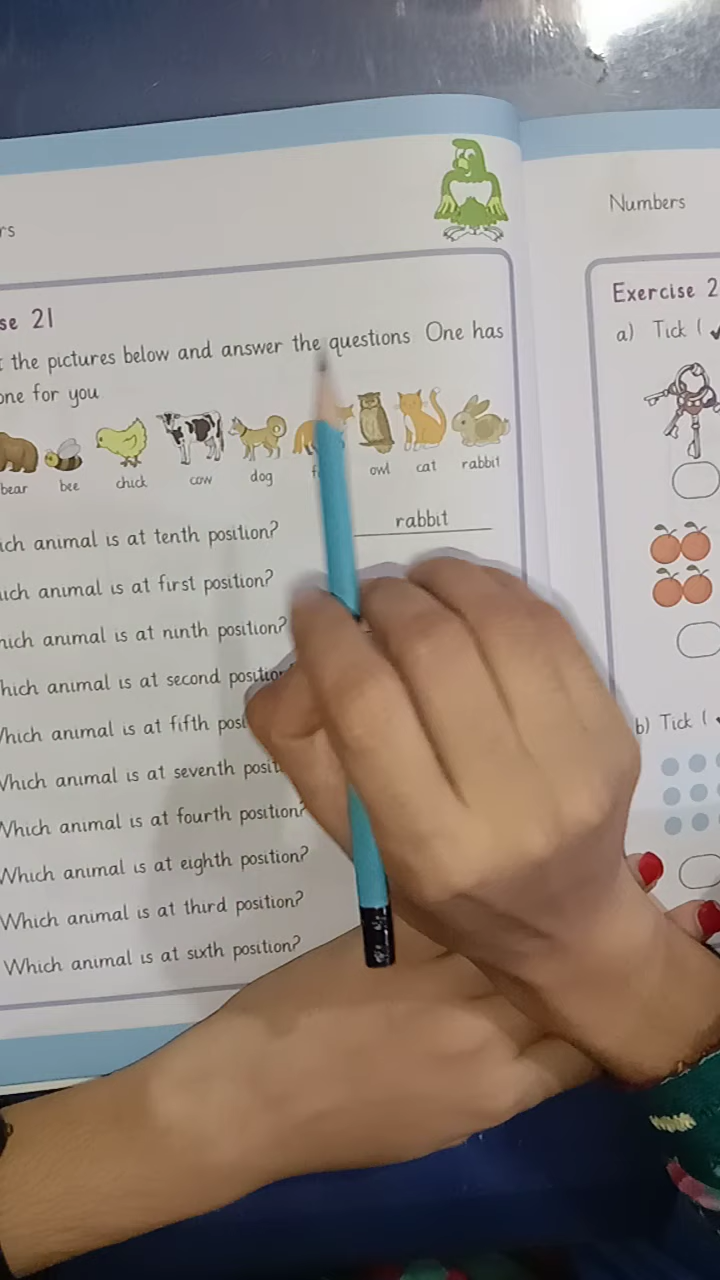 Numbers
se 21
the pictures below and answer the questions One has
one for you
bear bee chick cow dog owl cat rabbit
animal is at tenth position? rabbit
animal is at first position?
animal is at ninth position?
hich animal is at second
Which animal is at fifth
Which animal is at seventh
Which animal is at fourth position?
Which animal is at eighth position?
Which animal is at third position?
Which animal is at sixth position?
Exercise 2
a) Tick (
b) Tick (